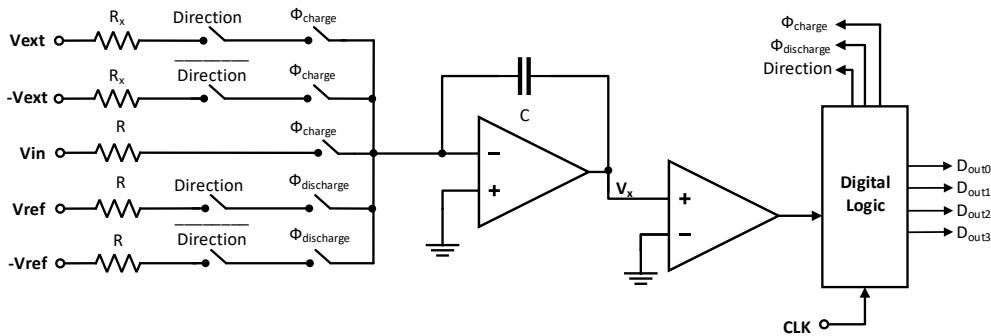 Vext
Rx
Direction
Φcharge
-Vext
Rx
Direction
Φcharge
Vin
R
Φcharge
Vref
R
Direction
Φdischarge
-Vref
R
Direction
Φdischarge
C
−
+
Vx
+
−
Φcharge
Φdischarge
Direction
Digital
Logic
Dout0
Dout1
Dout2
Dout3
CLK